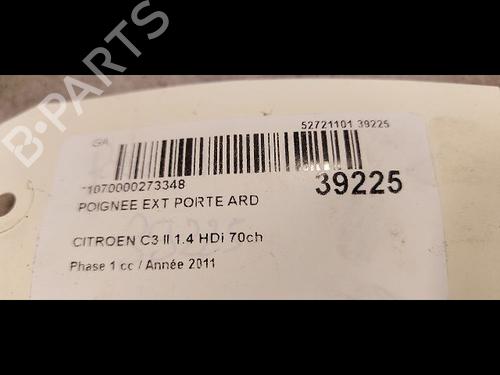 B-PARTS
GA
52721101 39225
*1070000273348
39225
POIGNEE EXT PORTE ARD
CITROEN C3 II 1.4 HDi 70ch
Phase 1 cc / Année 2011